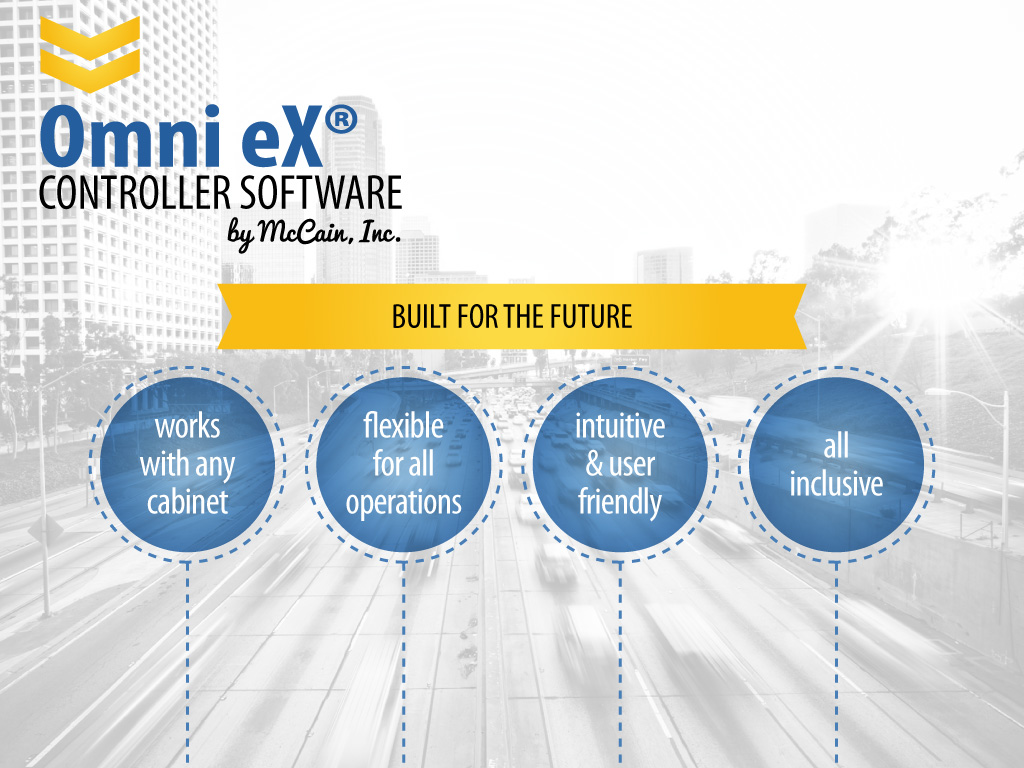 Omni eX®
CONTROLLER SOFTWARE
by McCain, Inc.
BUILT FOR THE FUTURE
works
with any
cabinet
flexible
for all
operations
intuitive
& user
friendly
all
inclusive